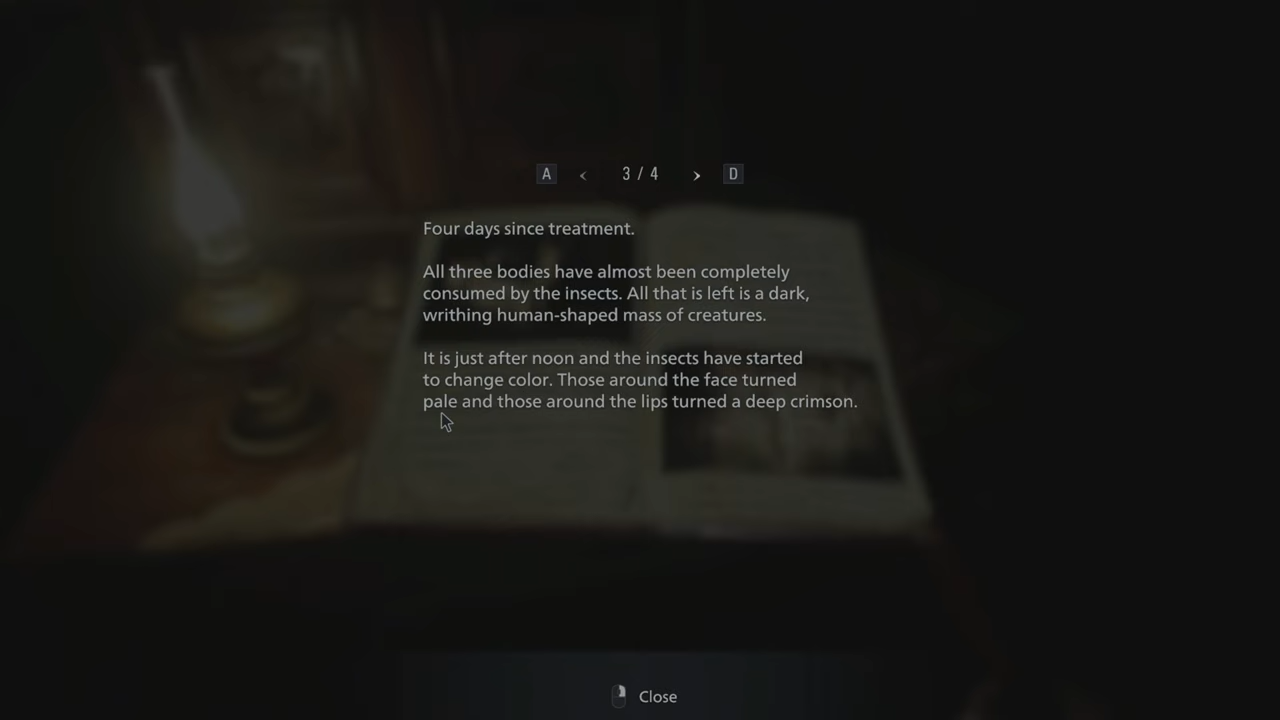 A < 3 / 4 > D
Four days since treatment.
All three bodies have almost been completely
consumed by the insects. All that is left is a dark,
writhing human-shaped mass of creatures.
It is just after noon and the insects have started
to change color. Those around the face turned
pale and those around the lips turned a deep crimson.
Close